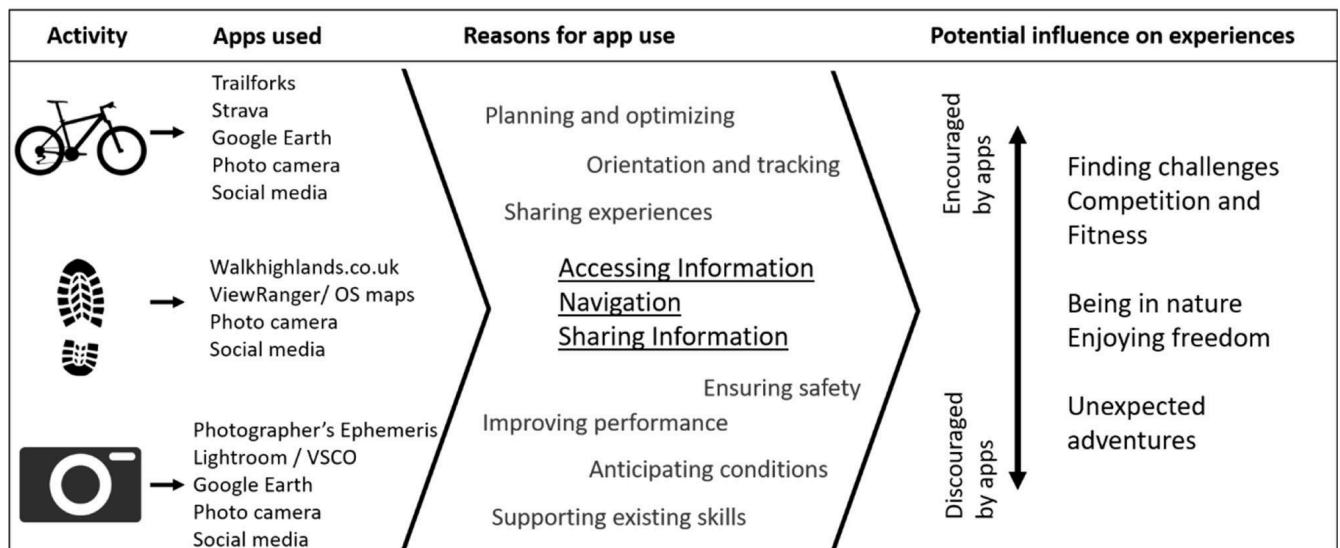 Activity
Apps used
Reasons for app use
Potential influence on experiences
Trailforks
Strava
Google Earth
Photo camera
Social media
Walkhighlands.co.uk
ViewRanger/ OS maps
Photo camera
Social media
Photographer's Ephemeris
Lightroom / VSCO
Google Earth
Photo camera
Social media
Planning and optimizing
Orientation and tracking
Sharing experiences
Accessing Information
Navigation
Sharing Information
Ensuring safety
Improving performance
Anticipating conditions
Supporting existing skills
Encouraged
by apps
Discouraged
by apps
Finding challenges
Competition and
Fitness
Being in nature
Enjoying freedom
Unexpected
adventures